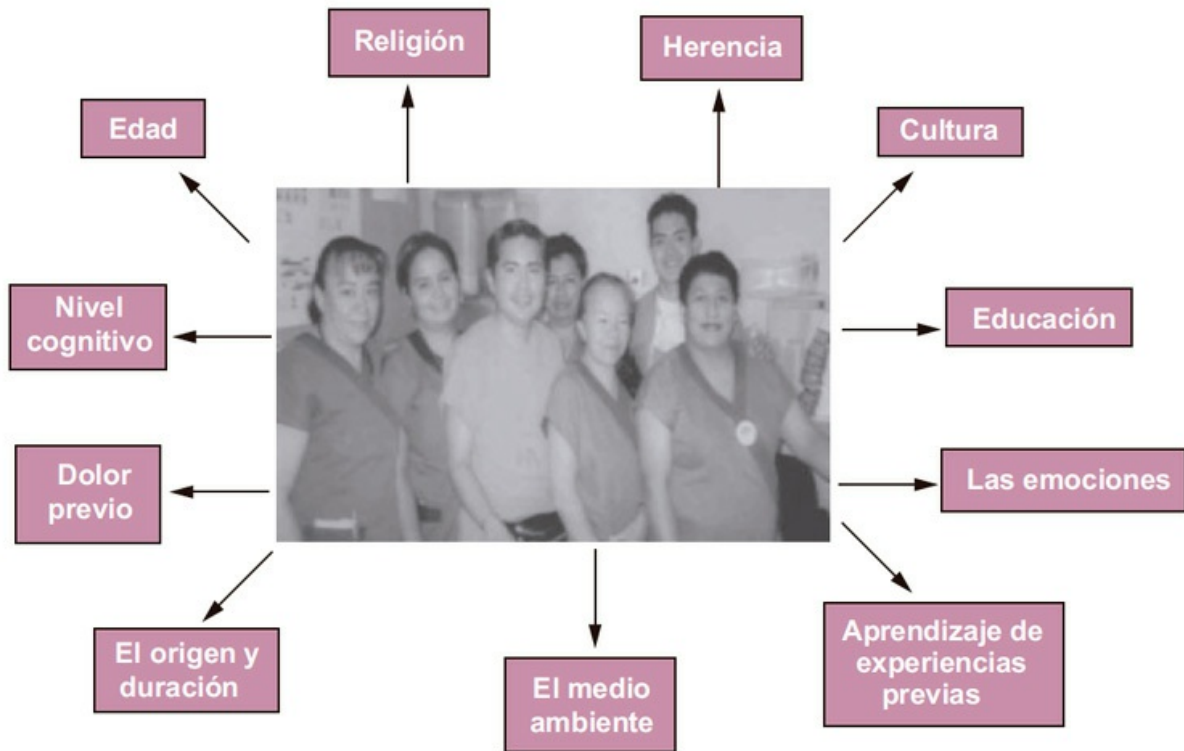 Religión
Herencia
Edad
Cultura
Nivel
cognitivo
Educación
Dolor
previo
Las emociones
El origen y
duración
El medio
ambiente
Aprendizaje de
experiencias
previas